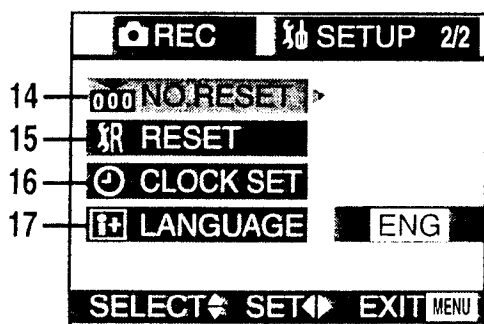 REC SETUP 2/2
14 000 NO.RESET
15 R RESET
16 CLOCK SET
17 i+ LANGUAGE ENG
SELECT SET EXIT MENU